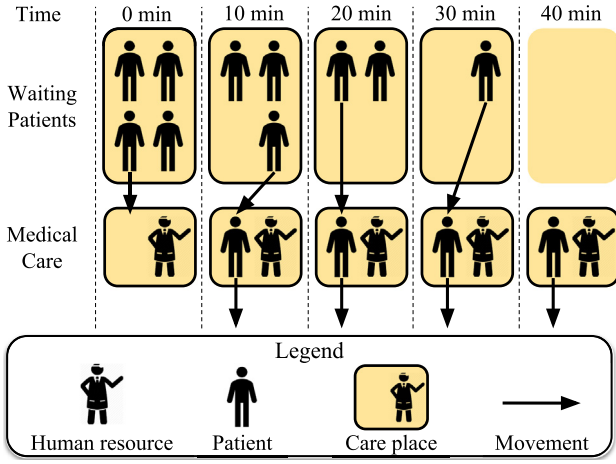 Time 0 min 10 min 20 min 30 min 40 min
Waiting
Patients
Medical
Care
Legend
Human resource Patient Care place Movement